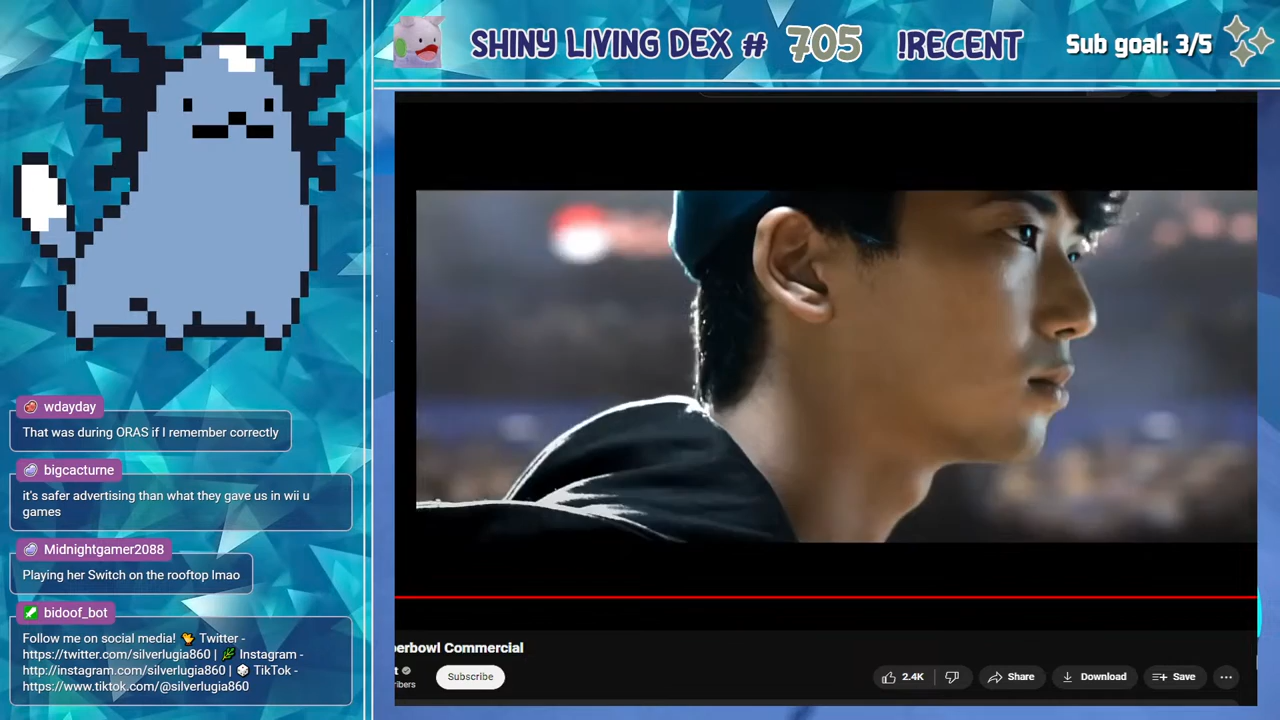 SHINY LIVING DEX # 705 !RECENT Sub goal: 3/5
wdayday
That was during ORAS if I remember correctly
bigcacturne
it's safer advertising than what they gave us in wii u
games
Midnightgamer2088
Playing her Switch on the rooftop lmao
bidoof_bot
Follow me on social media! Twitter -
https://twitter.com/silverlugia860 | Instagram -
http://instagram.com/silverlugia860 | TikTok -
https://www.tiktok.com/@silverlugia860
perbowl Commercial
t
ribers
Subscribe
2.4K Share Download Save